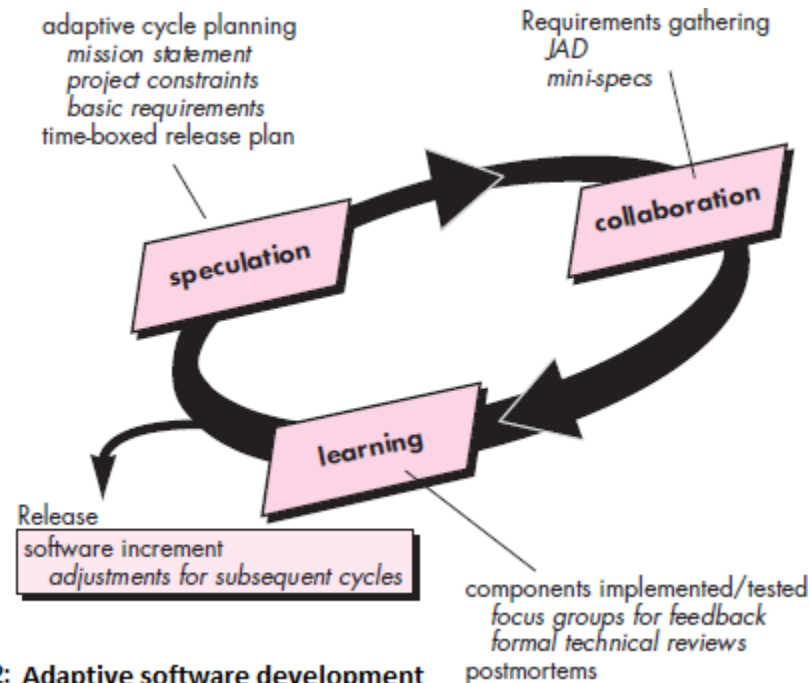 adaptive cycle planning
mission statement
project constraints
basic requirements
time-boxed release plan
Requirements gathering
JAD
mini-specs
speculation
collaboration
learning
Release
software increment
adjustments for subsequent cycles
components implemented/tested
focus groups for feedback
formal technical reviews
postmortems
: Adaptive software development